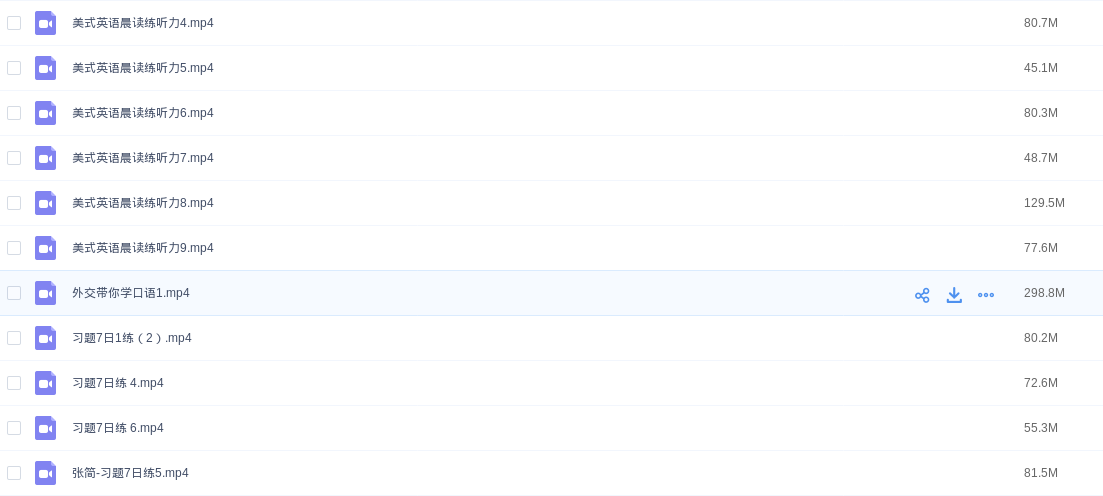 美式英语晨读练听力4.mp4 80.7M
美式英语晨读练听力5.mp4 45.1M
美式英语晨读练听力6.mp4 80.3M
美式英语晨读练听力7.mp4 48.7M
美式英语晨读练听力8.mp4 129.5M
美式英语晨读练听力9.mp4 77.6M
外交带你学口语1.mp4 298.8M
习题7日1练（2）.mp4 80.2M
习题7日练 4.mp4 72.6M
习题7日练 6.mp4 55.3M
张简-习题7日练5.mp4 81.5M